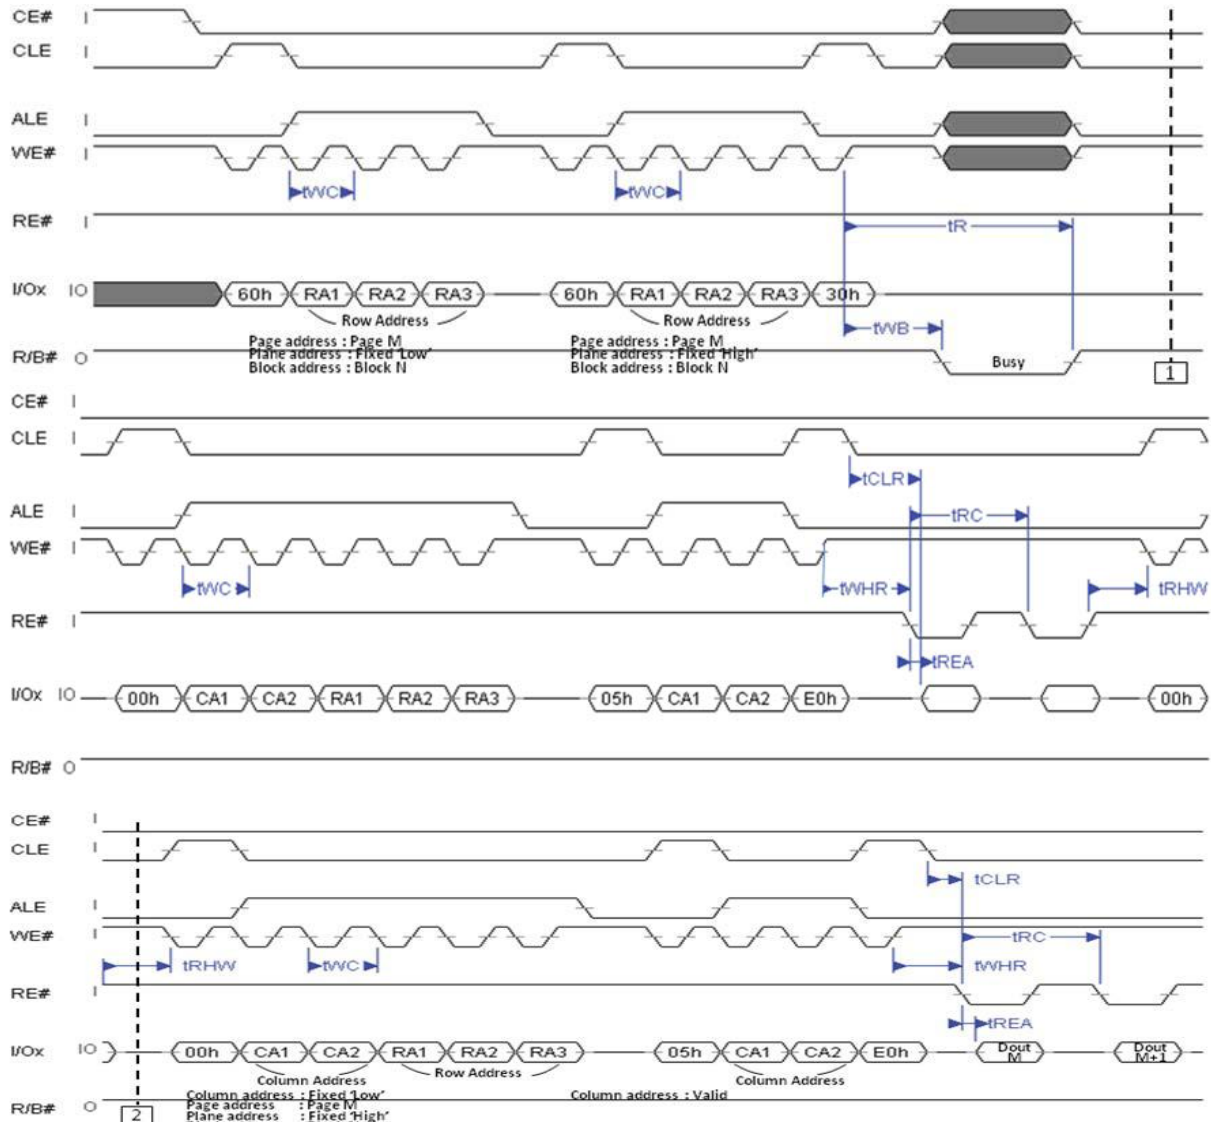 CE# I
CLE I
ALE I
WE# I
tWC tWC
RE# I
tR
I/Ox IO 60h RA1 RA2 RA3 60h RA1 RA2 RA3 30h
Row Address Row Address
tWB
Page address : Page M Page address : Page M
Plane address : Fixed 'Low' Plane address : Fixed 'High'
Block address : Block N Block address : Block N
R/B# O Busy
1
CE# I
CLE I
tCLR
ALE I tRC
WE# I
tWC tWHR tRHW
RE# I
tREA
I/Ox IO 00h CA1 CA2 RA1 RA2 RA3 05h CA1 CA2 E0h 00h
R/B# O
CE# I
CLE I
tCLR
ALE I
WE# I tRC
tRHW tWC tWHR
RE# I
tREA
I/Ox IO 00h CA1 CA2 RA1 RA2 RA3 05h CA1 CA2 E0h Dout M Dout M+1
Column Address Row Address Column Address
Column address : Fixed 'Low' Column address : Valid
R/B# O Page address : Page M
2 Plane address : Fixed 'High'